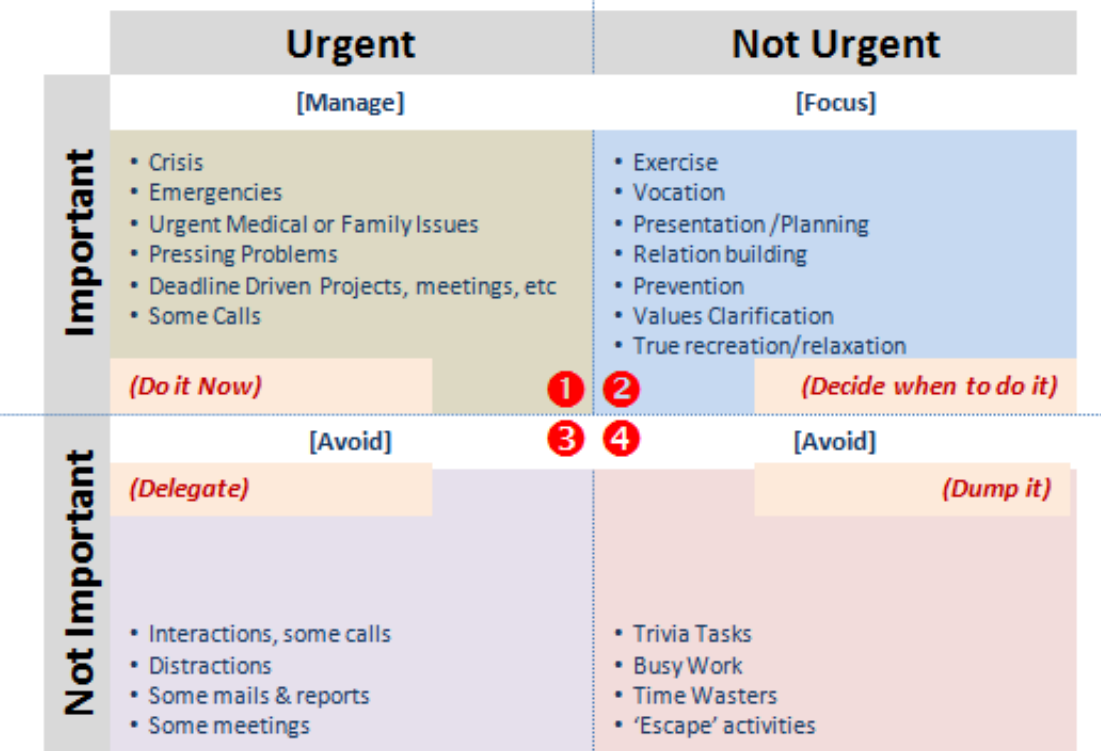 Urgent
Not Urgent
Important
[Manage]
• Crisis
• Emergencies
• Urgent Medical or Family Issues
• Pressing Problems
• Deadline Driven Projects, meetings, etc
• Some Calls
(Do it Now)
1
[Focus]
• Exercise
• Vocation
• Presentation /Planning
• Relation building
• Prevention
• Values Clarification
• True recreation/relaxation
2
(Decide when to do it)
Not Important
[Avoid]
3
(Delegate)
• Interactions, some calls
• Distractions
• Some mails & reports
• Some meetings
4
[Avoid]
(Dump it)
• Trivia Tasks
• Busy Work
• Time Wasters
• ‘Escape’ activities